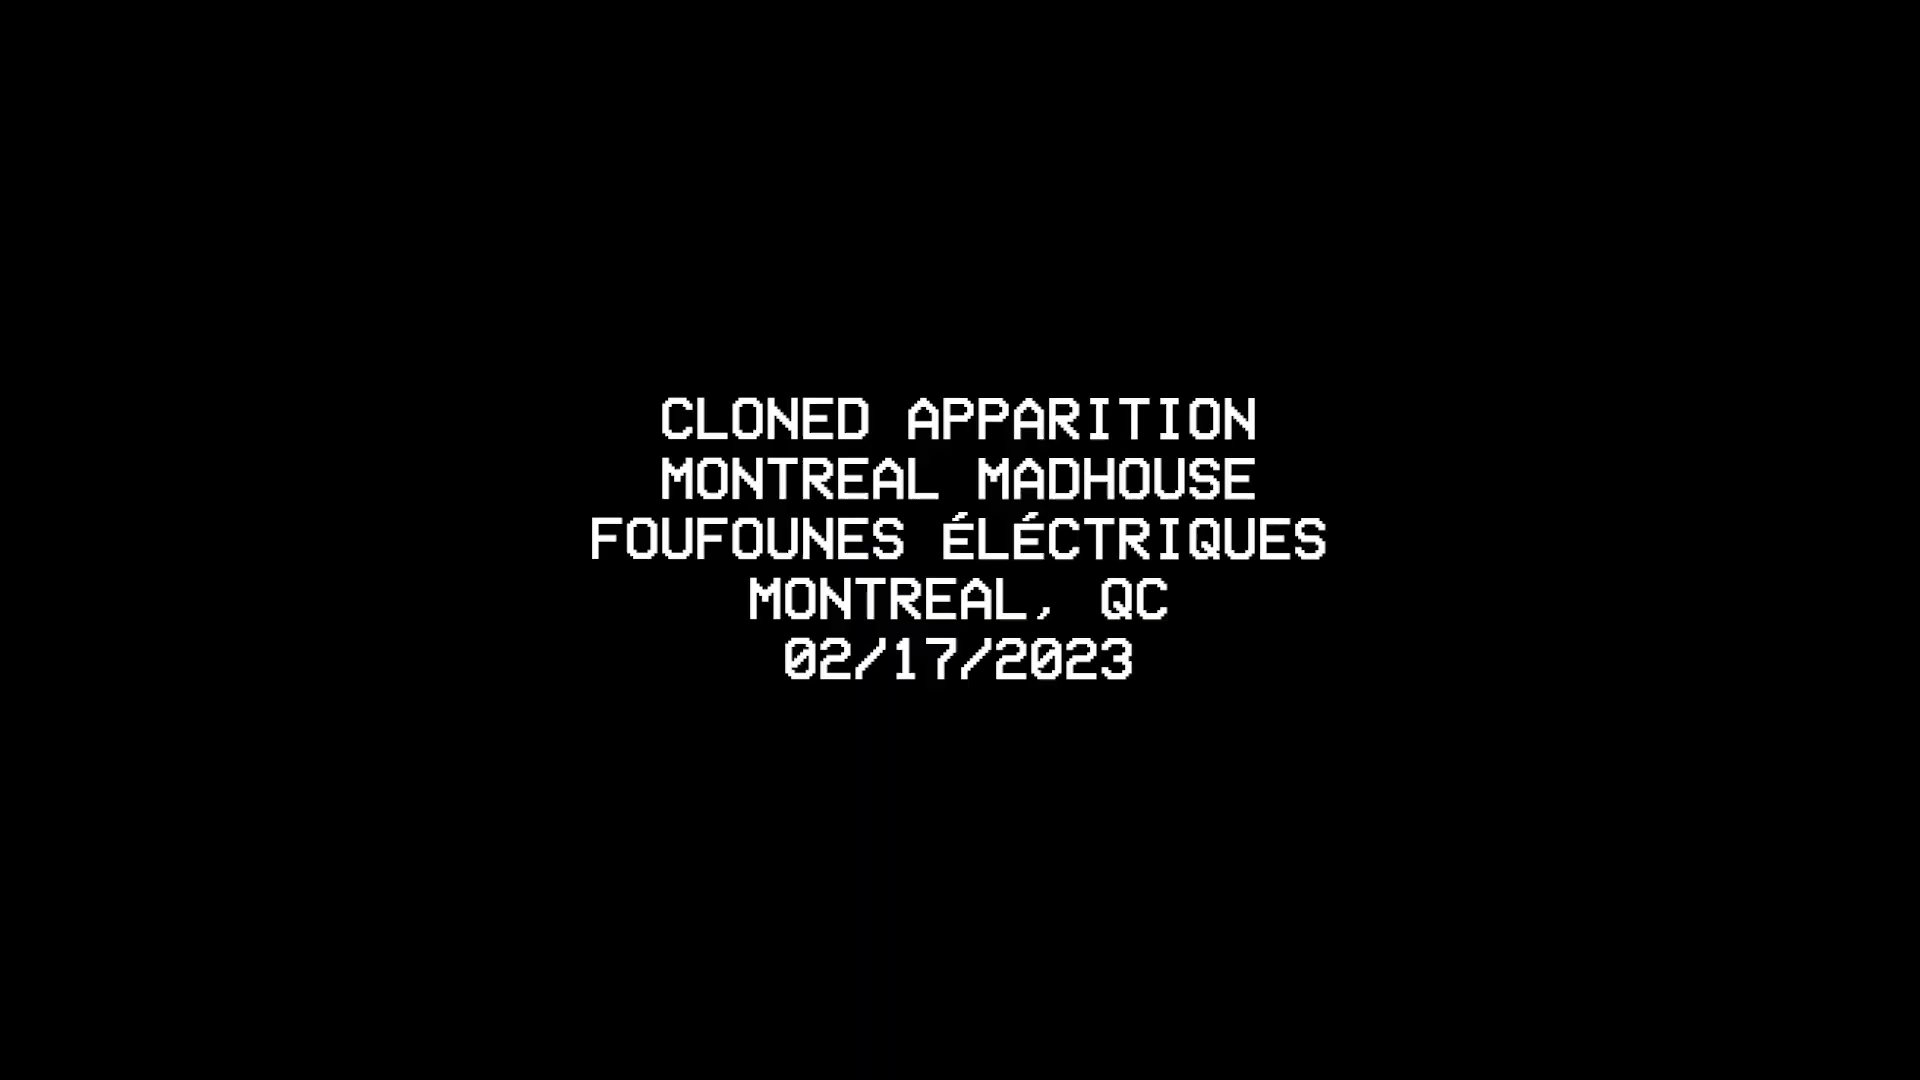 CLONED APPARITION
MONTREAL MADHOUSE
FOUFOUNES ÉLÉCTRIQUES
MONTREAL, QC
02/17/2023